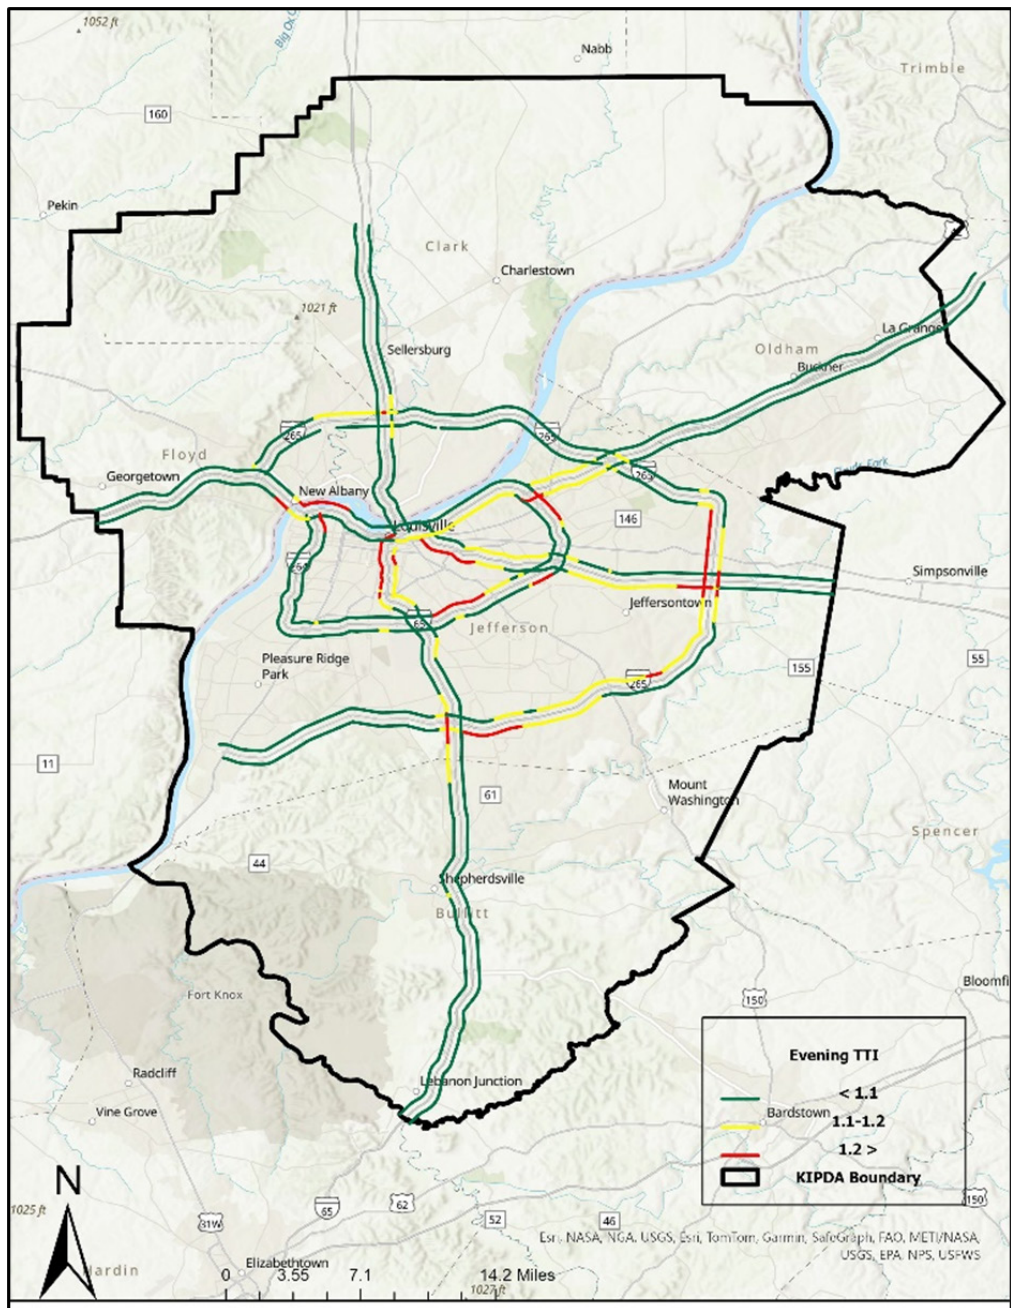 1052 ft
Big Ox C
Nabb
Trimble
160
Pekin
Clark
Charlestown
1021 ft
Sellersburg
La Grange
Oldham
Buckner
265
265
Floyd
Georgetown
265
New Albany
146
Louisville
264
Simpsonville
Jeffersontown
65
Jefferson
Pleasure Ridge
Park
155
55
265
11
61
Mount
Washington
44
Spencer
Shepherdsville
Bullitt
Fort Knox
Bloomfi
150
Evening TTI
< 1.1
1.1-1.2
1.2 >
KIPDA Boundary
Bardstown
Radcliff
Lebanon Junction
Vine Grove
N
1025 ft
31W
65
62
52
46
150
Esri, NASA, NGA, USGS, Esri, TomTom, Garmin, SafeGraph, FAO, METI/NASA,
USGS, EPA, NPS, USFWS
Hardin
Elizabethtown
0 3.55 7.1 14.2 Miles
1027 ft